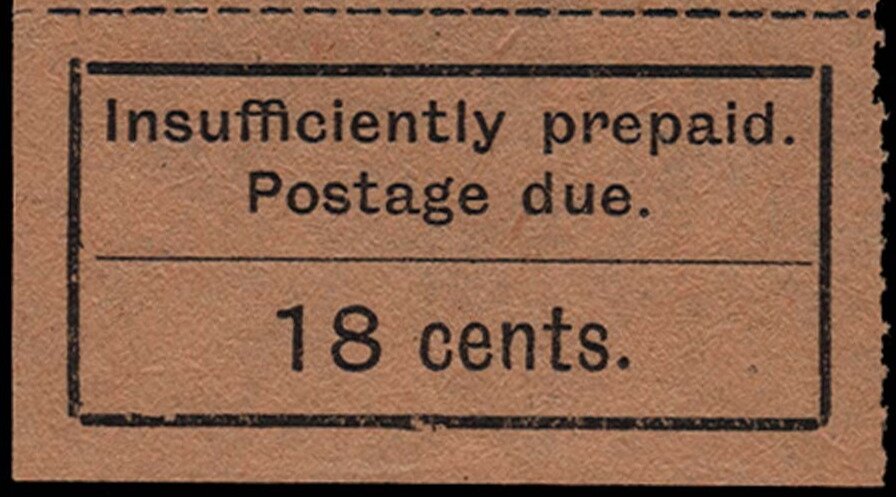 Insufficiently prepaid.
Postage due.
18 cents.